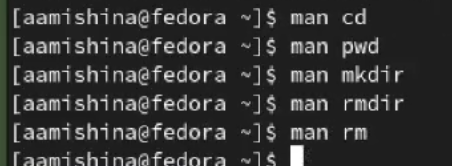 [aamishina@fedora ~]$ man cd
[aamishina@fedora ~]$ man pwd
[aamishina@fedora ~]$ man mkdir
[aamishina@fedora ~]$ man rmdir
[aamishina@fedora ~]$ man rm
[aamishina@fedora ~]$